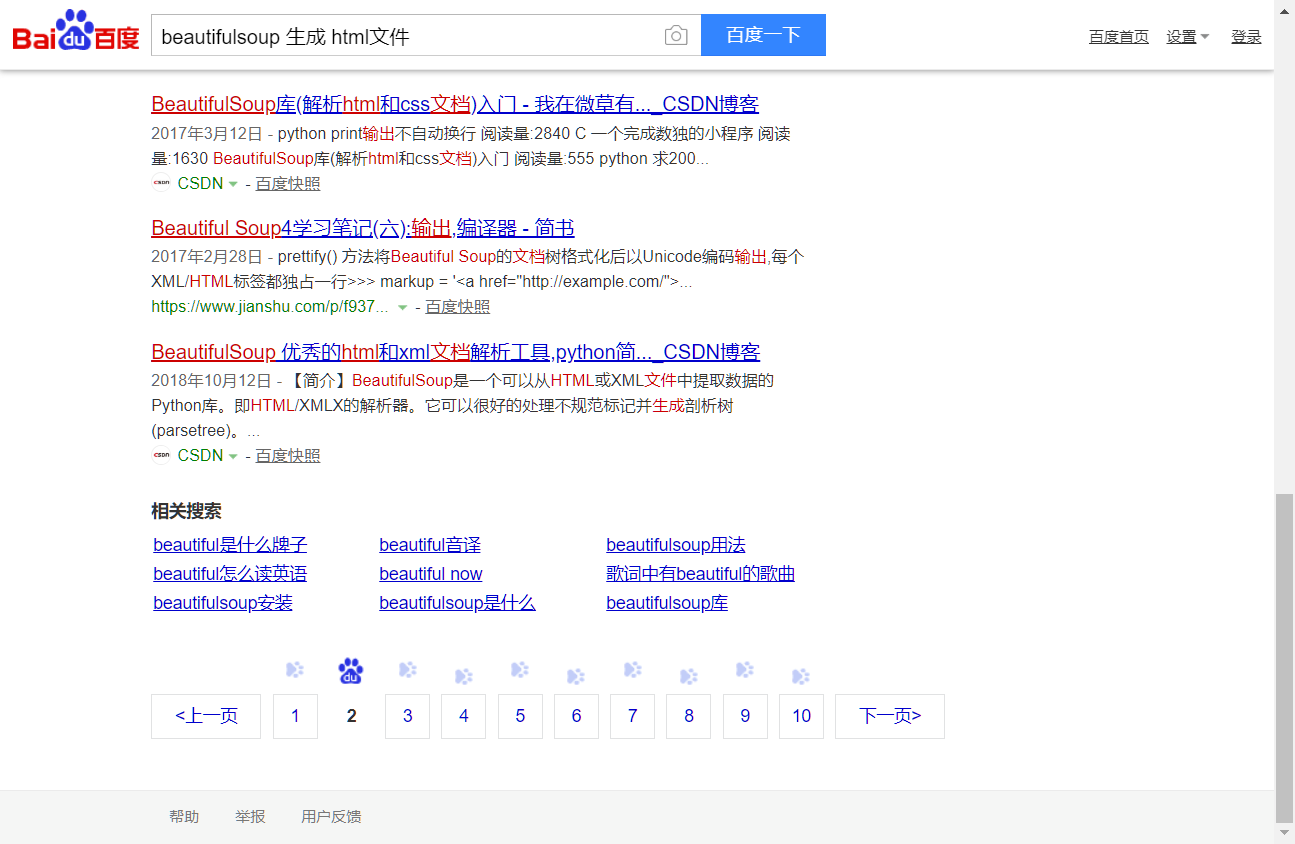 Bai du 百度 beautifulsoup 生成 html文件 百度一下 百度首页 设置 登录
BeautifulSoup库(解析html和css文档)入门 - 我在微草有..._CSDN博客
2017年3月12日 - python print输出不自动换行 阅读量:2840 C 一个完成数独的小程序 阅读
量:1630 BeautifulSoup库(解析html和css文档)入门 阅读量:555 python 求200...
CSDN CSDN - 百度快照
Beautiful Soup4学习笔记(六):输出,编译器 - 简书
2017年2月28日 - prettify() 方法将Beautiful Soup的文档树格式化后以Unicode编码输出,每个
XML/HTML标签都独占一行>>> markup = '<a href="http://example.com/">...
https://www.jianshu.com/p/f937... - 百度快照
BeautifulSoup 优秀的html和xml文档解析工具,python简..._CSDN博客
2018年10月12日 - 【简介】BeautifulSoup是一个可以从HTML或XML文件中提取数据的
Python库。即HTML/XMLX的解析器。它可以很好的处理不规范标记并生成剖析树
(parsetree)。...
CSDN CSDN - 百度快照
相关搜索
beautiful是什么牌子 beautiful音译 beautifulsoup用法
beautiful怎么读英语 beautiful now 歌词中有beautiful的歌曲
beautifulsoup安装 beautifulsoup是什么 beautifulsoup库
du
<上一页 1 2 3 4 5 6 7 8 9 10 下一页>
帮助 举报 用户反馈